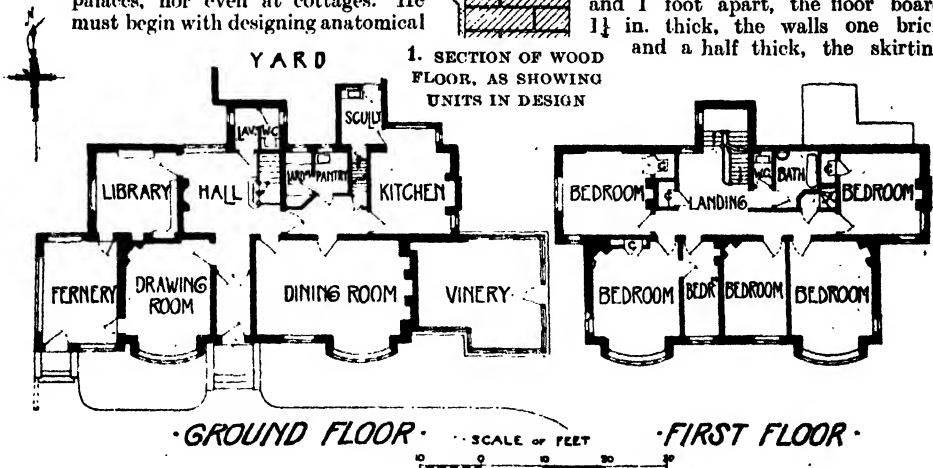 palaces, nor even at cottages. He
must begin with designing anatomical
and 1 foot apart, the floor boar
1¼ in. thick, the walls one bric
and a half thick, the skirtin
1. SECTION OF WOOD
FLOOR, AS SHOWING
UNITS IN DESIGN
YARD
SCULLY
LAV. W.C.
LARDR PANTRY
LIBRARY HALL KITCHEN
FERNERY
DRAWING
ROOM
DINING ROOM
VINERY
BEDROOM
C
C
LANDING
W.C.
BATH
C
BEDROOM
C
BEDROOM
BEDR
BEDROOM
BEDROOM
·GROUND FLOOR·
SCALE OF FEET
10 0 10 20 30
·FIRST FLOOR·